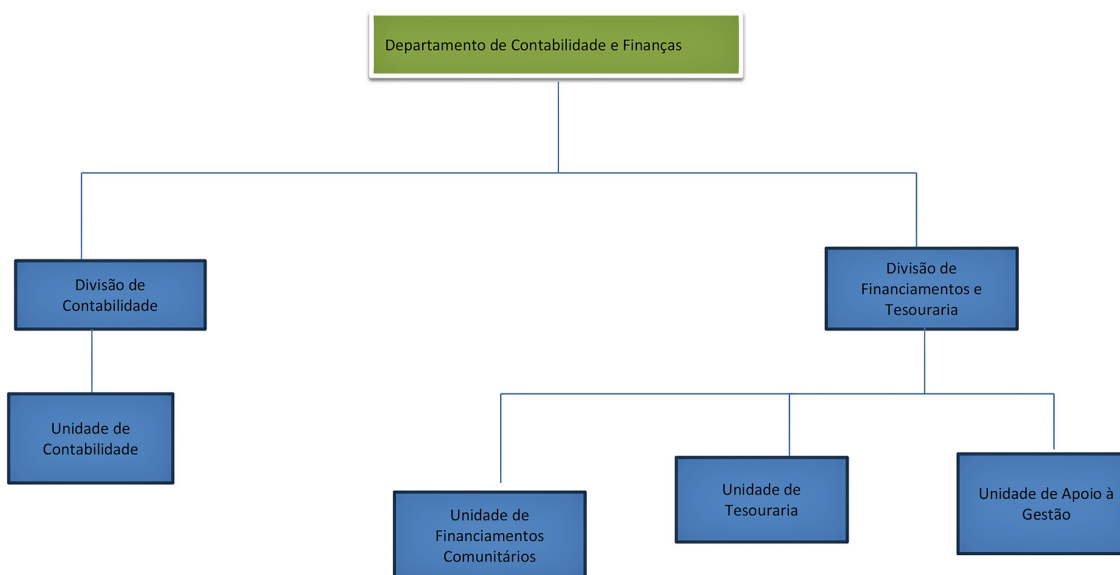 Departamento de Contabilidade e Finanças
Divisão de
Contabilidade
Divisão de
Financiamentos e
Tesouraria
Unidade de
Contabilidade
Unidade de
Financiamentos
Comunitários
Unidade de
Tesouraria
Unidade de Apoio à
Gestão